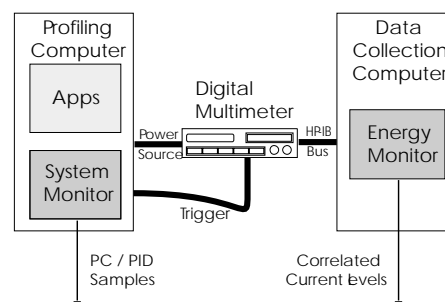 Profiling
Computer
Apps
System
Monitor
Digital
Multimeter
Power
Source
HP-IB
Bus
Trigger
Data
Collection
Computer
Energy
Monitor
PC / PID
Samples
Correlated
Current levels